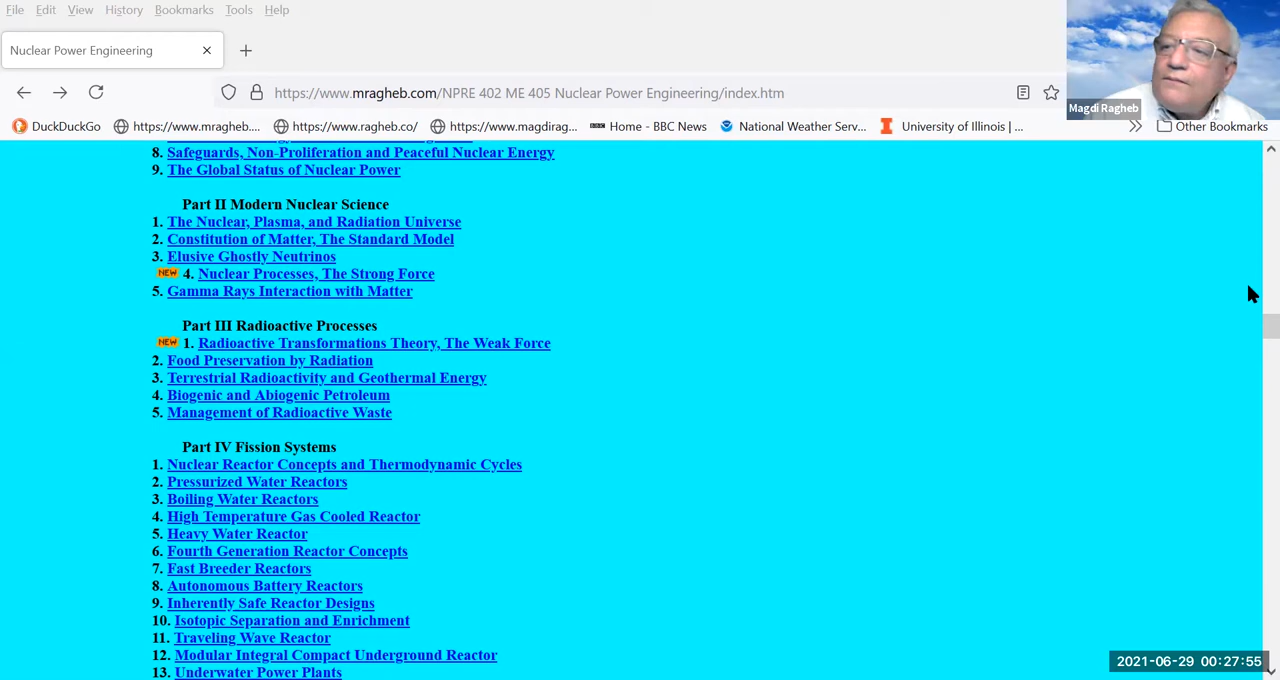 File Edit View History Bookmarks Tools Help
Nuclear Power Engineering
https://www.mragheb.com/NPRE 402 ME 405 Nuclear Power Engineering/index.htm
Magdi Ragheb
DuckDuckGo https://www.mragheb.... https://www.ragheb.co/ https://www.magdirag... BBC Home - BBC News National Weather Serv... University of Illinois | ... Other Bookmarks
8. Safeguards, Non-Proliferation and Peaceful Nuclear Energy
9. The Global Status of Nuclear Power
Part II Modern Nuclear Science
1. The Nuclear, Plasma, and Radiation Universe
2. Constitution of Matter, The Standard Model
3. Elusive Ghostly Neutrinos
NEW 4. Nuclear Processes, The Strong Force
5. Gamma Rays Interaction with Matter
Part III Radioactive Processes
NEW 1. Radioactive Transformations Theory, The Weak Force
2. Food Preservation by Radiation
3. Terrestrial Radioactivity and Geothermal Energy
4. Biogenic and Abiogenic Petroleum
5. Management of Radioactive Waste
Part IV Fission Systems
1. Nuclear Reactor Concepts and Thermodynamic Cycles
2. Pressurized Water Reactors
3. Boiling Water Reactors
4. High Temperature Gas Cooled Reactor
5. Heavy Water Reactor
6. Fourth Generation Reactor Concepts
7. Fast Breeder Reactors
8. Autonomous Battery Reactors
9. Inherently Safe Reactor Designs
10. Isotopic Separation and Enrichment
11. Traveling Wave Reactor
12. Modular Integral Compact Underground Reactor
13. Underwater Power Plants
2021-06-29 00:27:55